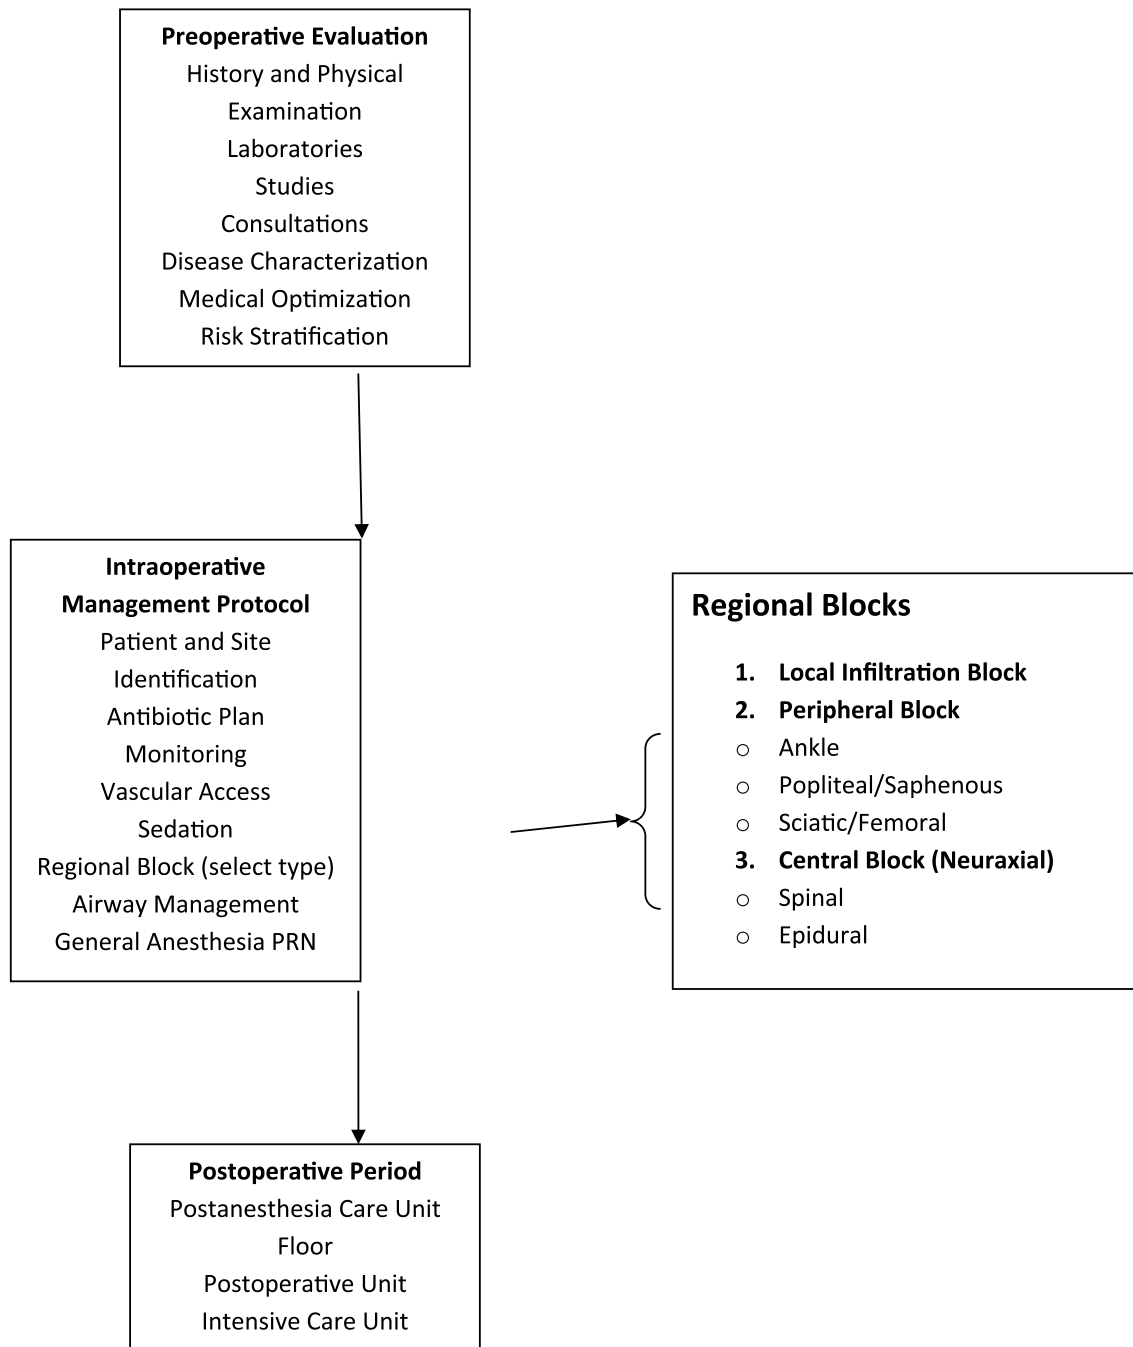 Preoperative Evaluation
History and Physical
Examination
Laboratories
Studies
Consultations
Disease Characterization
Medical Optimization
Risk Stratification
Intraoperative
Management Protocol
Patient and Site
Identification
Antibiotic Plan
Monitoring
Vascular Access
Sedation
Regional Block (select type)
Airway Management
General Anesthesia PRN
Regional Blocks
1. Local Infiltration Block
2. Peripheral Block
○ Ankle
○ Popliteal/Saphenous
○ Sciatic/Femoral
3. Central Block (Neuraxial)
○ Spinal
○ Epidural
Postoperative Period
Postanesthesia Care Unit
Floor
Postoperative Unit
Intensive Care Unit